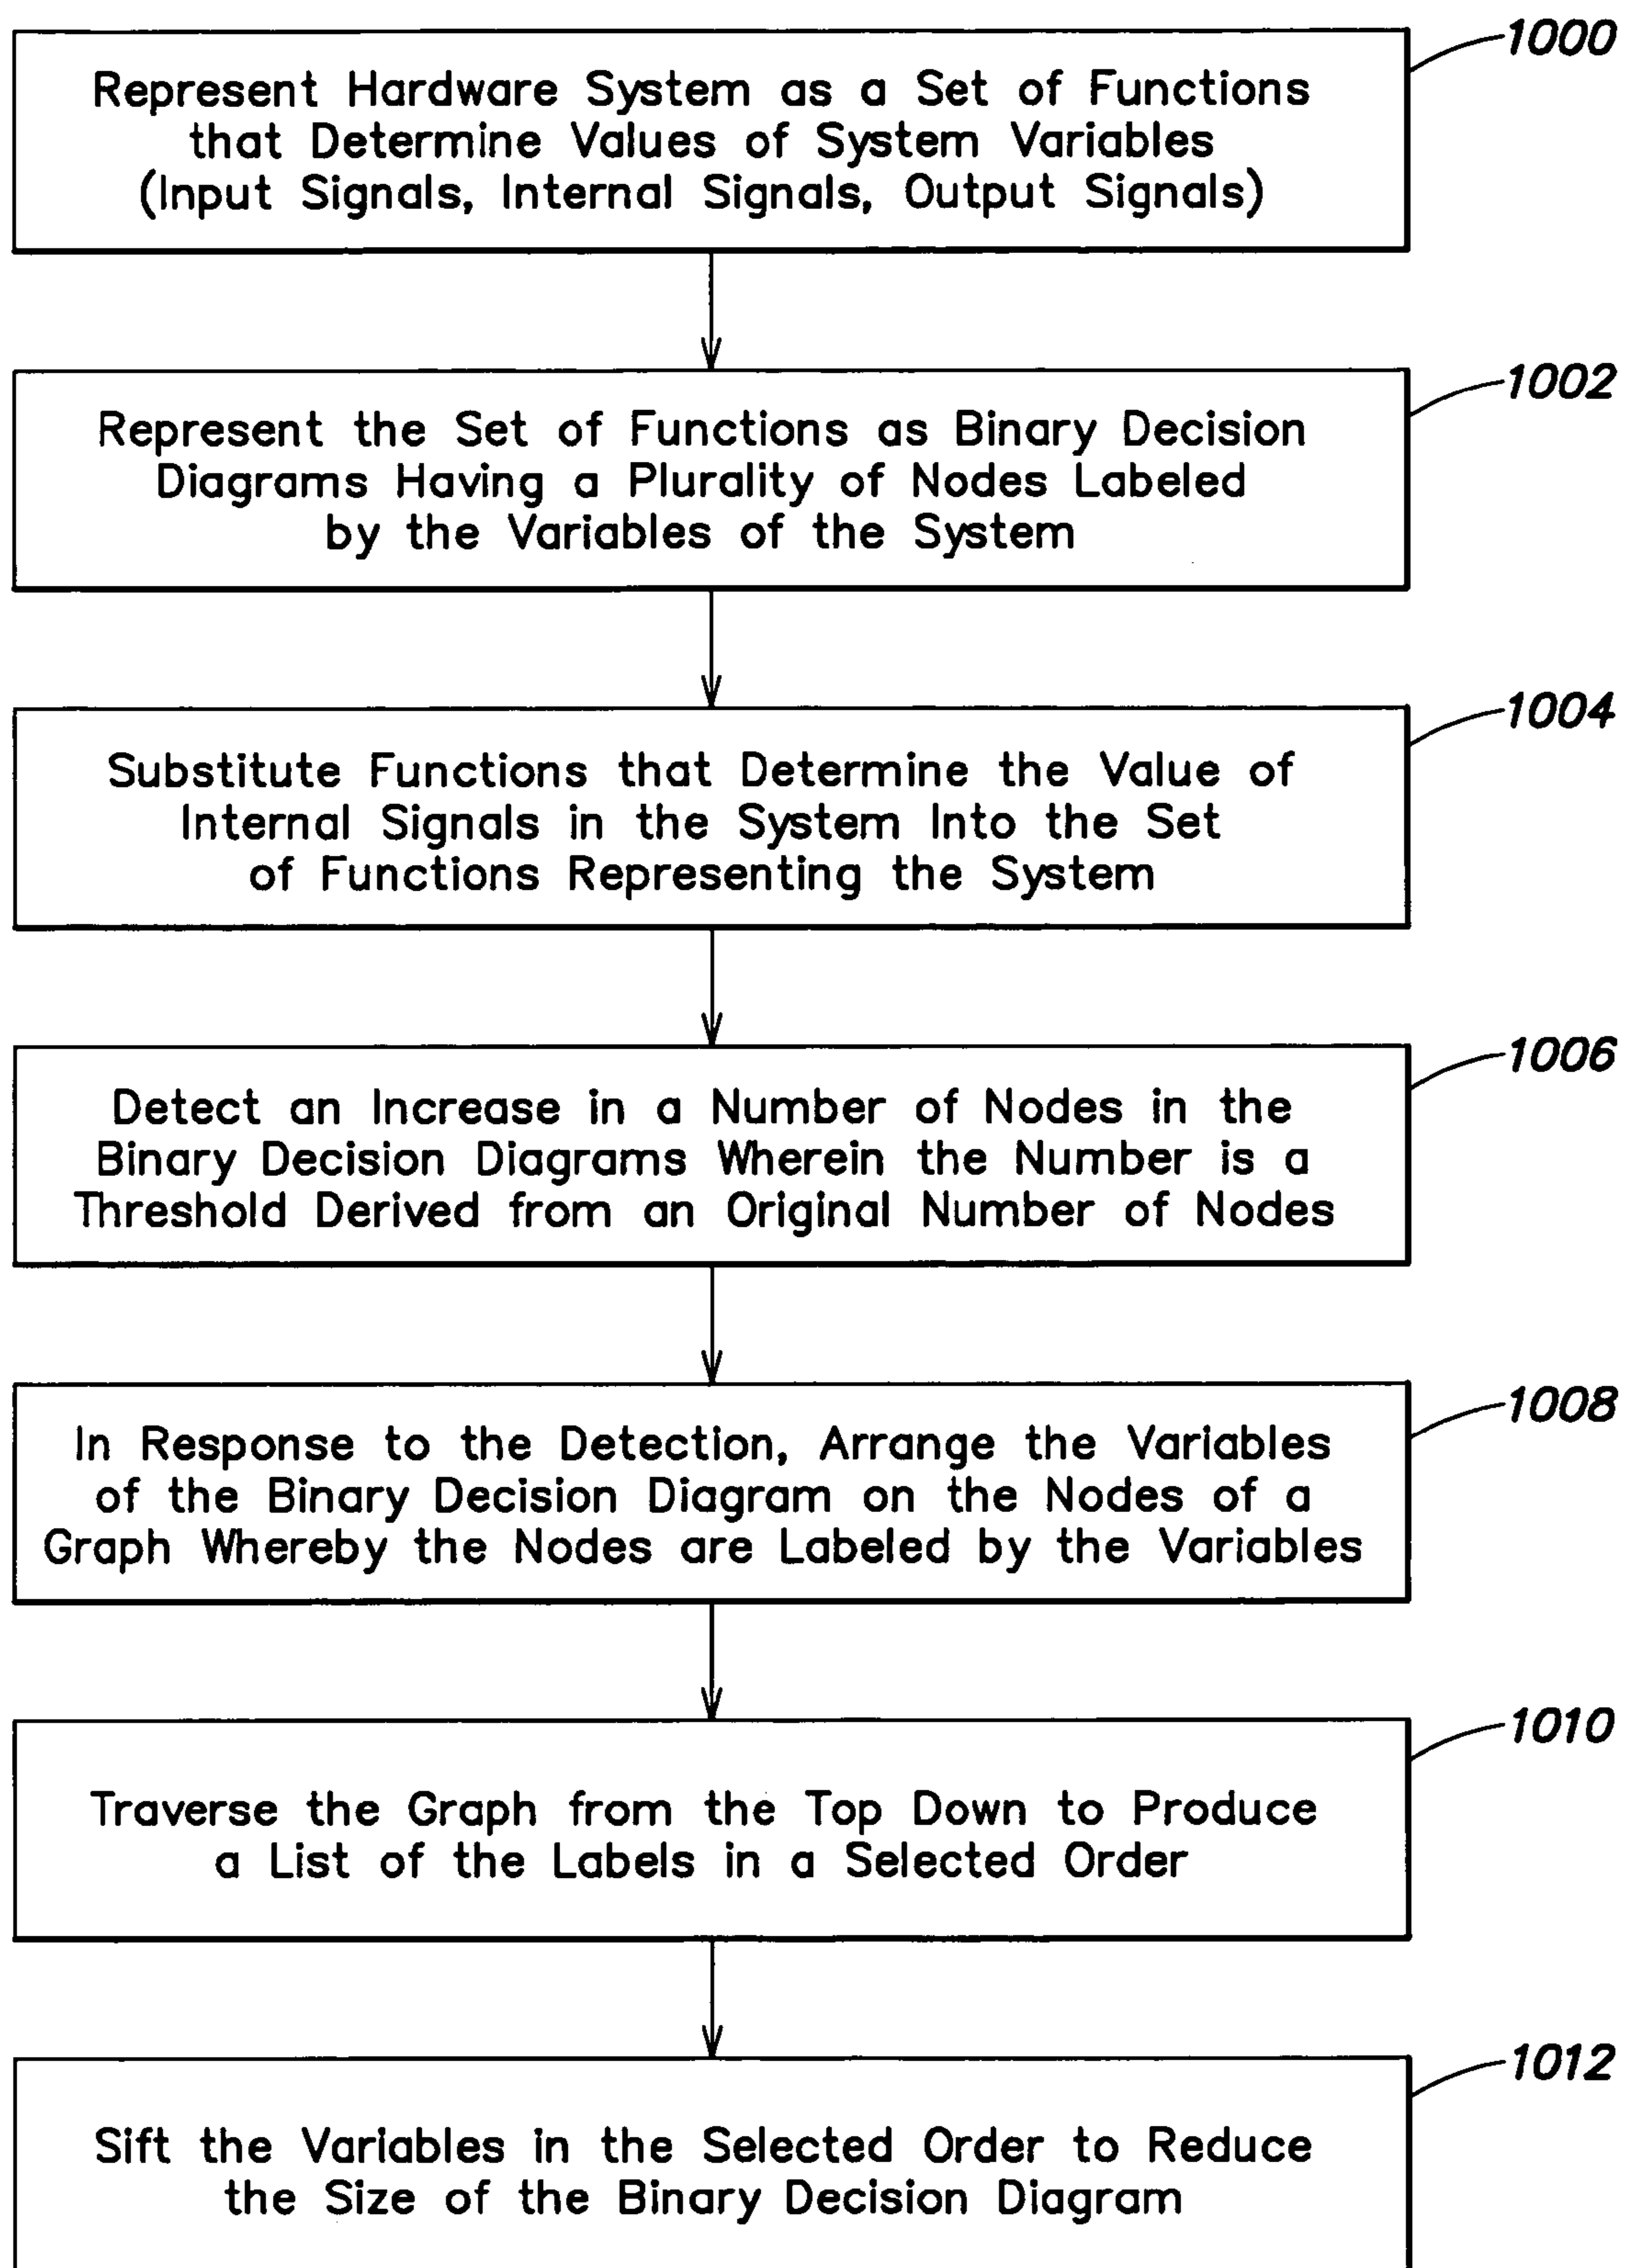 1000
Represent Hardware System as a Set of Functions
that Determine Values of System Variables
(Input Signals, Internal Signals, Output Signals)
1002
Represent the Set of Functions as Binary Decision
Diagrams Having a Plurality of Nodes Labeled
by the Variables of the System
1004
Substitute Functions that Determine the Value of
Internal Signals in the System Into the Set
of Functions Representing the System
1006
Detect an Increase in a Number of Nodes in the
Binary Decision Diagrams Wherein the Number is a
Threshold Derived from an Original Number of Nodes
1008
In Response to the Detection, Arrange the Variables
of the Binary Decision Diagram on the Nodes of a
Graph Whereby the Nodes are Labeled by the Variables
1010
Traverse the Graph from the Top Down to Produce
a List of the Labels in a Selected Order
1012
Sift the Variables in the Selected Order to Reduce
the Size of the Binary Decision Diagram